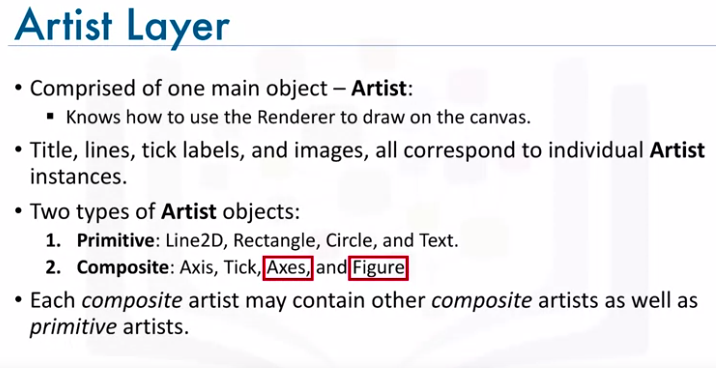 Artist Layer
• Comprised of one main object – Artist:
▪ Knows how to use the Renderer to draw on the canvas.
• Title, lines, tick labels, and images, all correspond to individual Artist
instances.
• Two types of Artist objects:
1. Primitive: Line2D, Rectangle, Circle, and Text.
2. Composite: Axis, Tick, Axes, and Figure
• Each composite artist may contain other composite artists as well as
primitive artists.